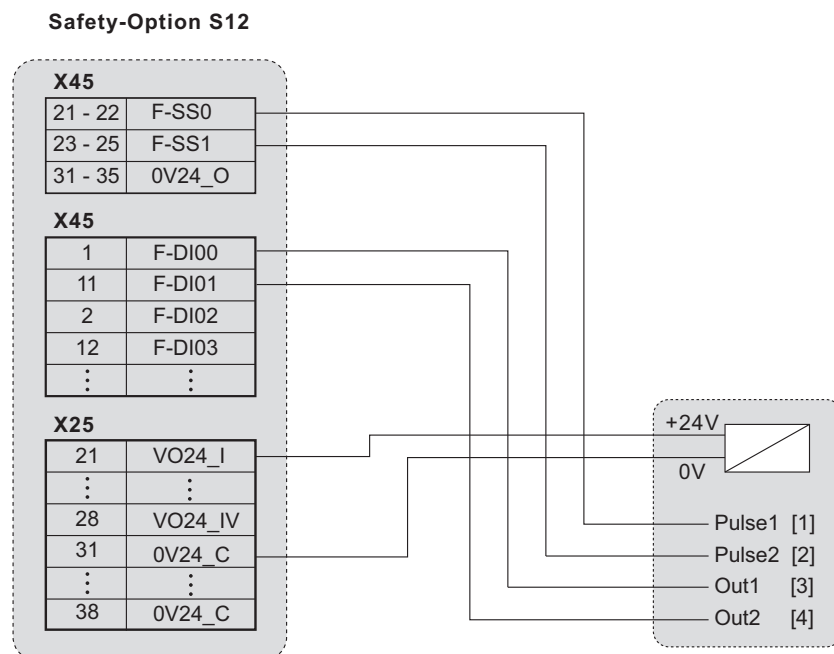 Safety-Option S12
X45
21 - 22 F-SS0
23 - 25 F-SS1
31 - 35 0V24_O
X45
1 F-DI00
11 F-DI01
2 F-DI02
12 F-DI03
X25
21 VO24_I
28 VO24_IV
31 0V24_C
38 0V24_C
+24V
0V
Pulse1 [1]
Pulse2 [2]
Out1 [3]
Out2 [4]